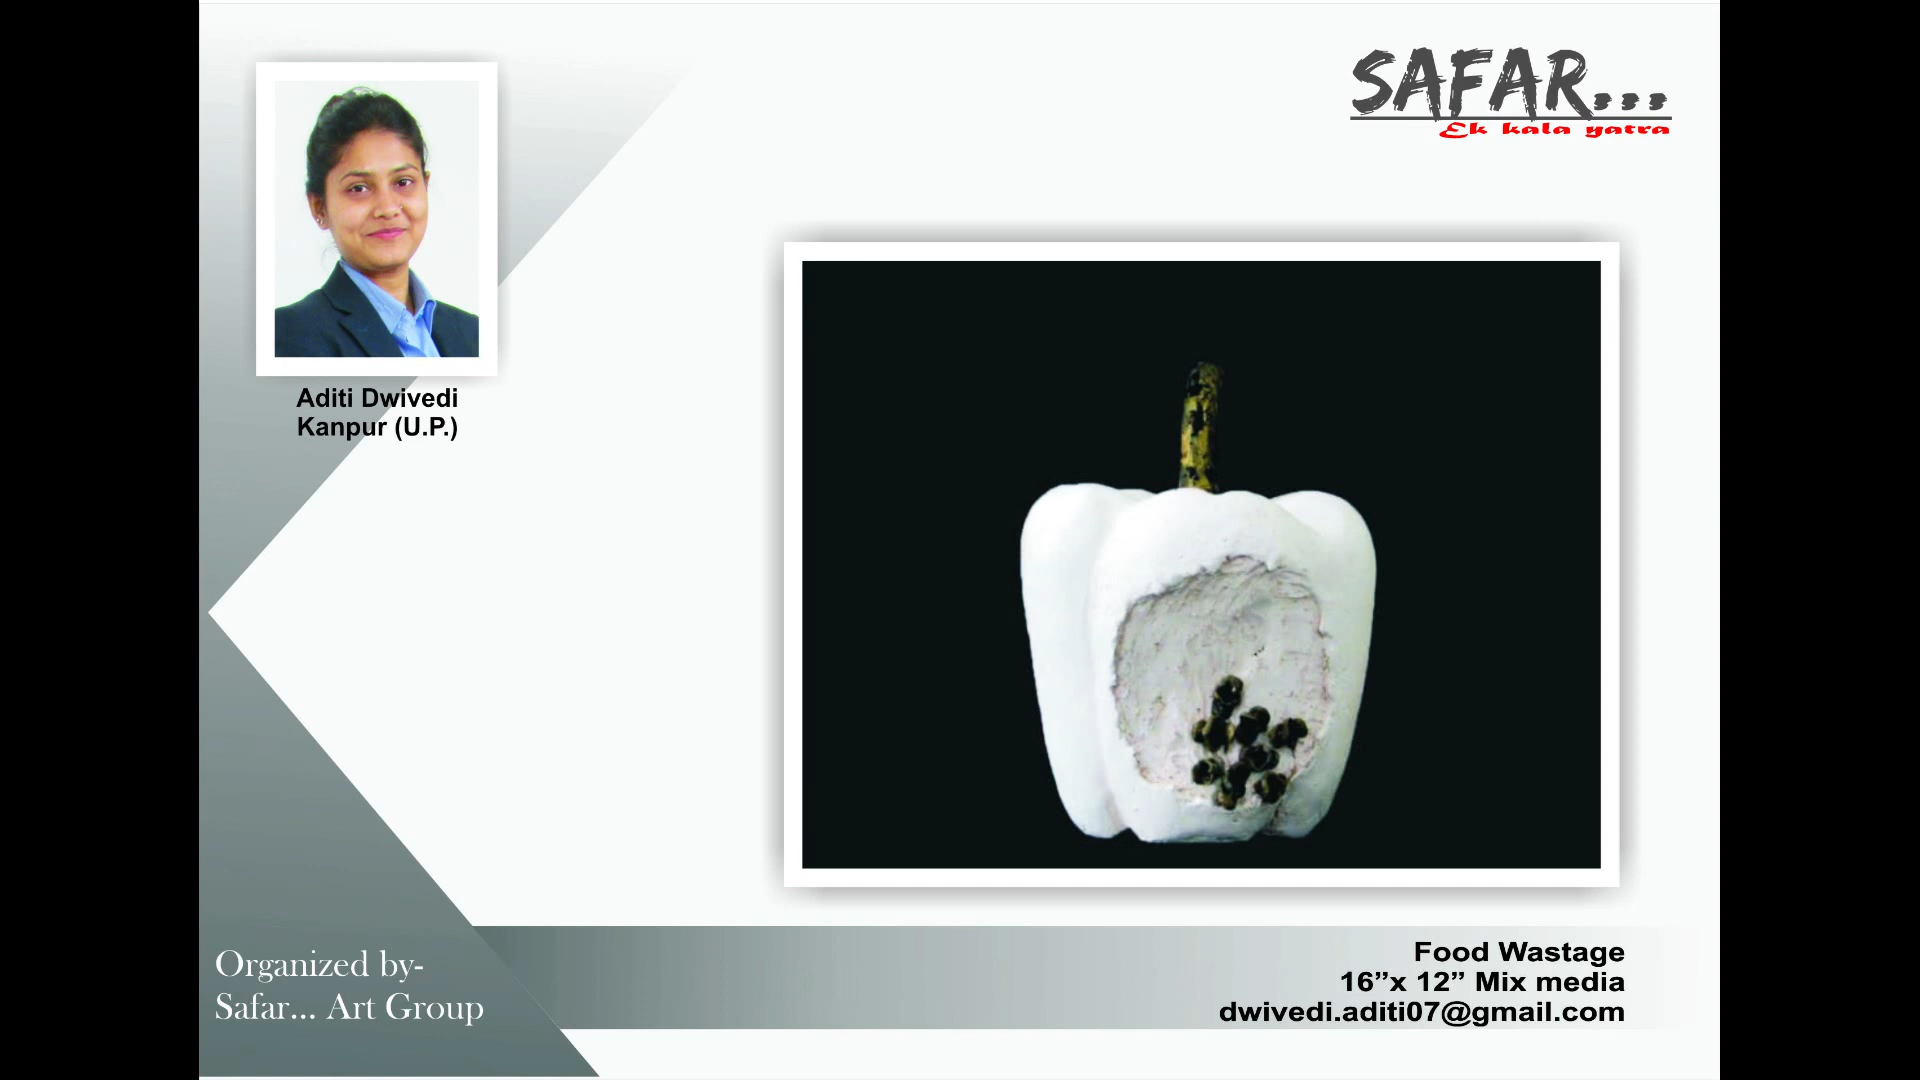 SAFAR...
Ek kala yatra
Aditi Dwivedi
Kanpur (U.P.)
Organized by-
Safar... Art Group
Food Wastage
16”x 12” Mix media
dwivedi.aditi07@gmail.com